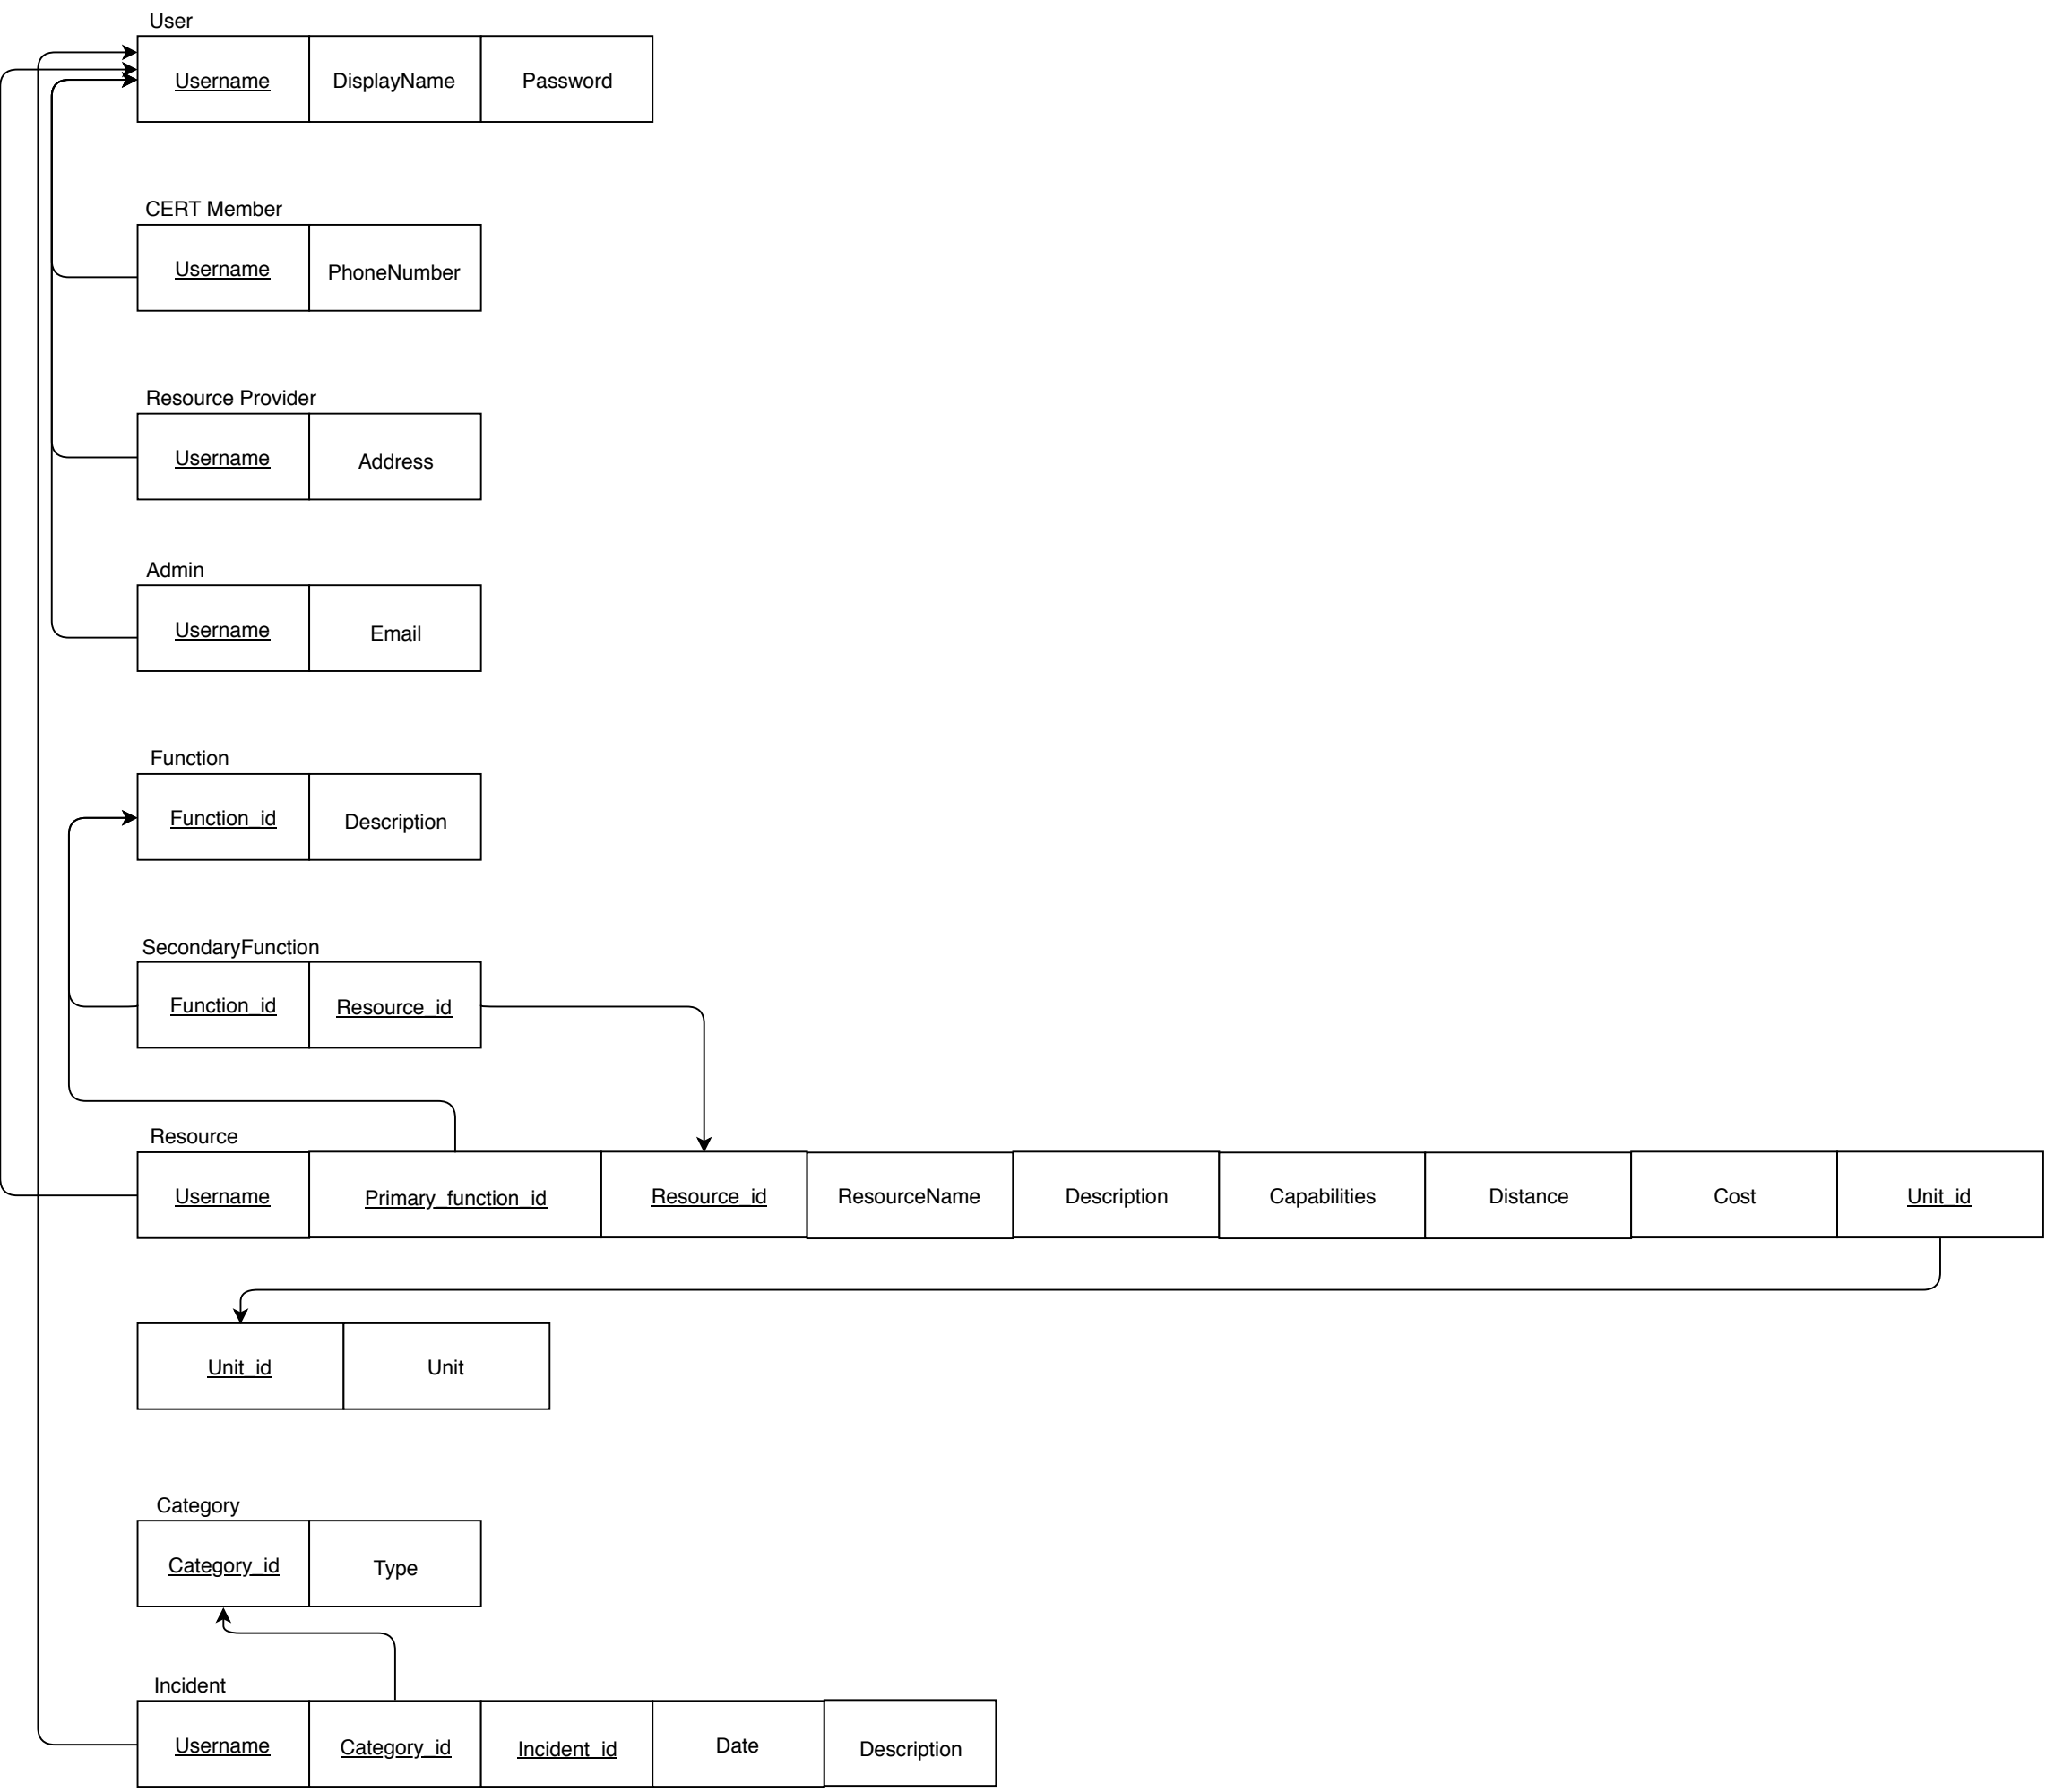 User
Username DisplayName Password
CERT Member
Username PhoneNumber
Resource Provider
Username Address
Admin
Username Email
Function
Function_id Description
SecondaryFunction
Function_id Resource_id
Resource
Username Primary_function_id Resource_id ResourceName Description Capabilities Distance Cost Unit_id
Unit_id Unit
Category
Category_id Type
Incident
Username Category_id Incident_id Date Description